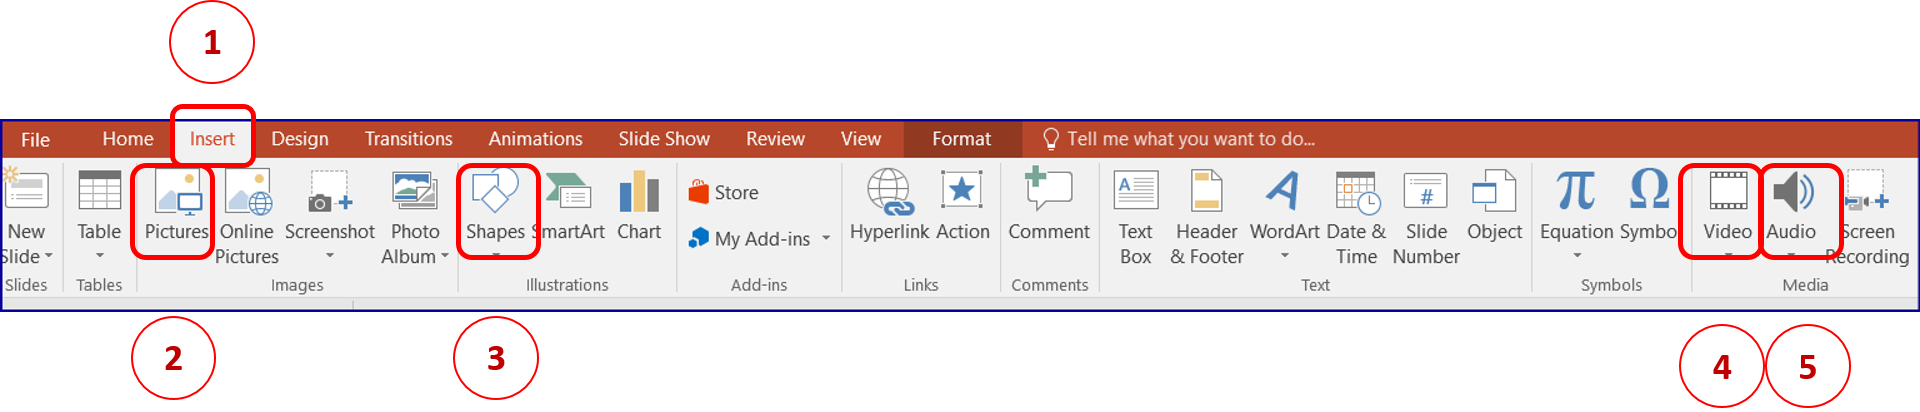 1
File Home Insert Design Transitions Animations Slide Show Review View Format Tell me what you want to do...
New Slide
Table
Pictures
Online Pictures
Screenshot
Photo Album
Shapes
SmartArt
Chart
Store
My Add-ins
Hyperlink
Action
Comment
Text Box
Header & Footer
WordArt
Date & Time
Slide Number
Object
Equation
Symbo
Video
Audio
Screen Recording
Slides Tables Images Illustrations Add-ins Links Comments Text Symbols Media
2 3 4 5